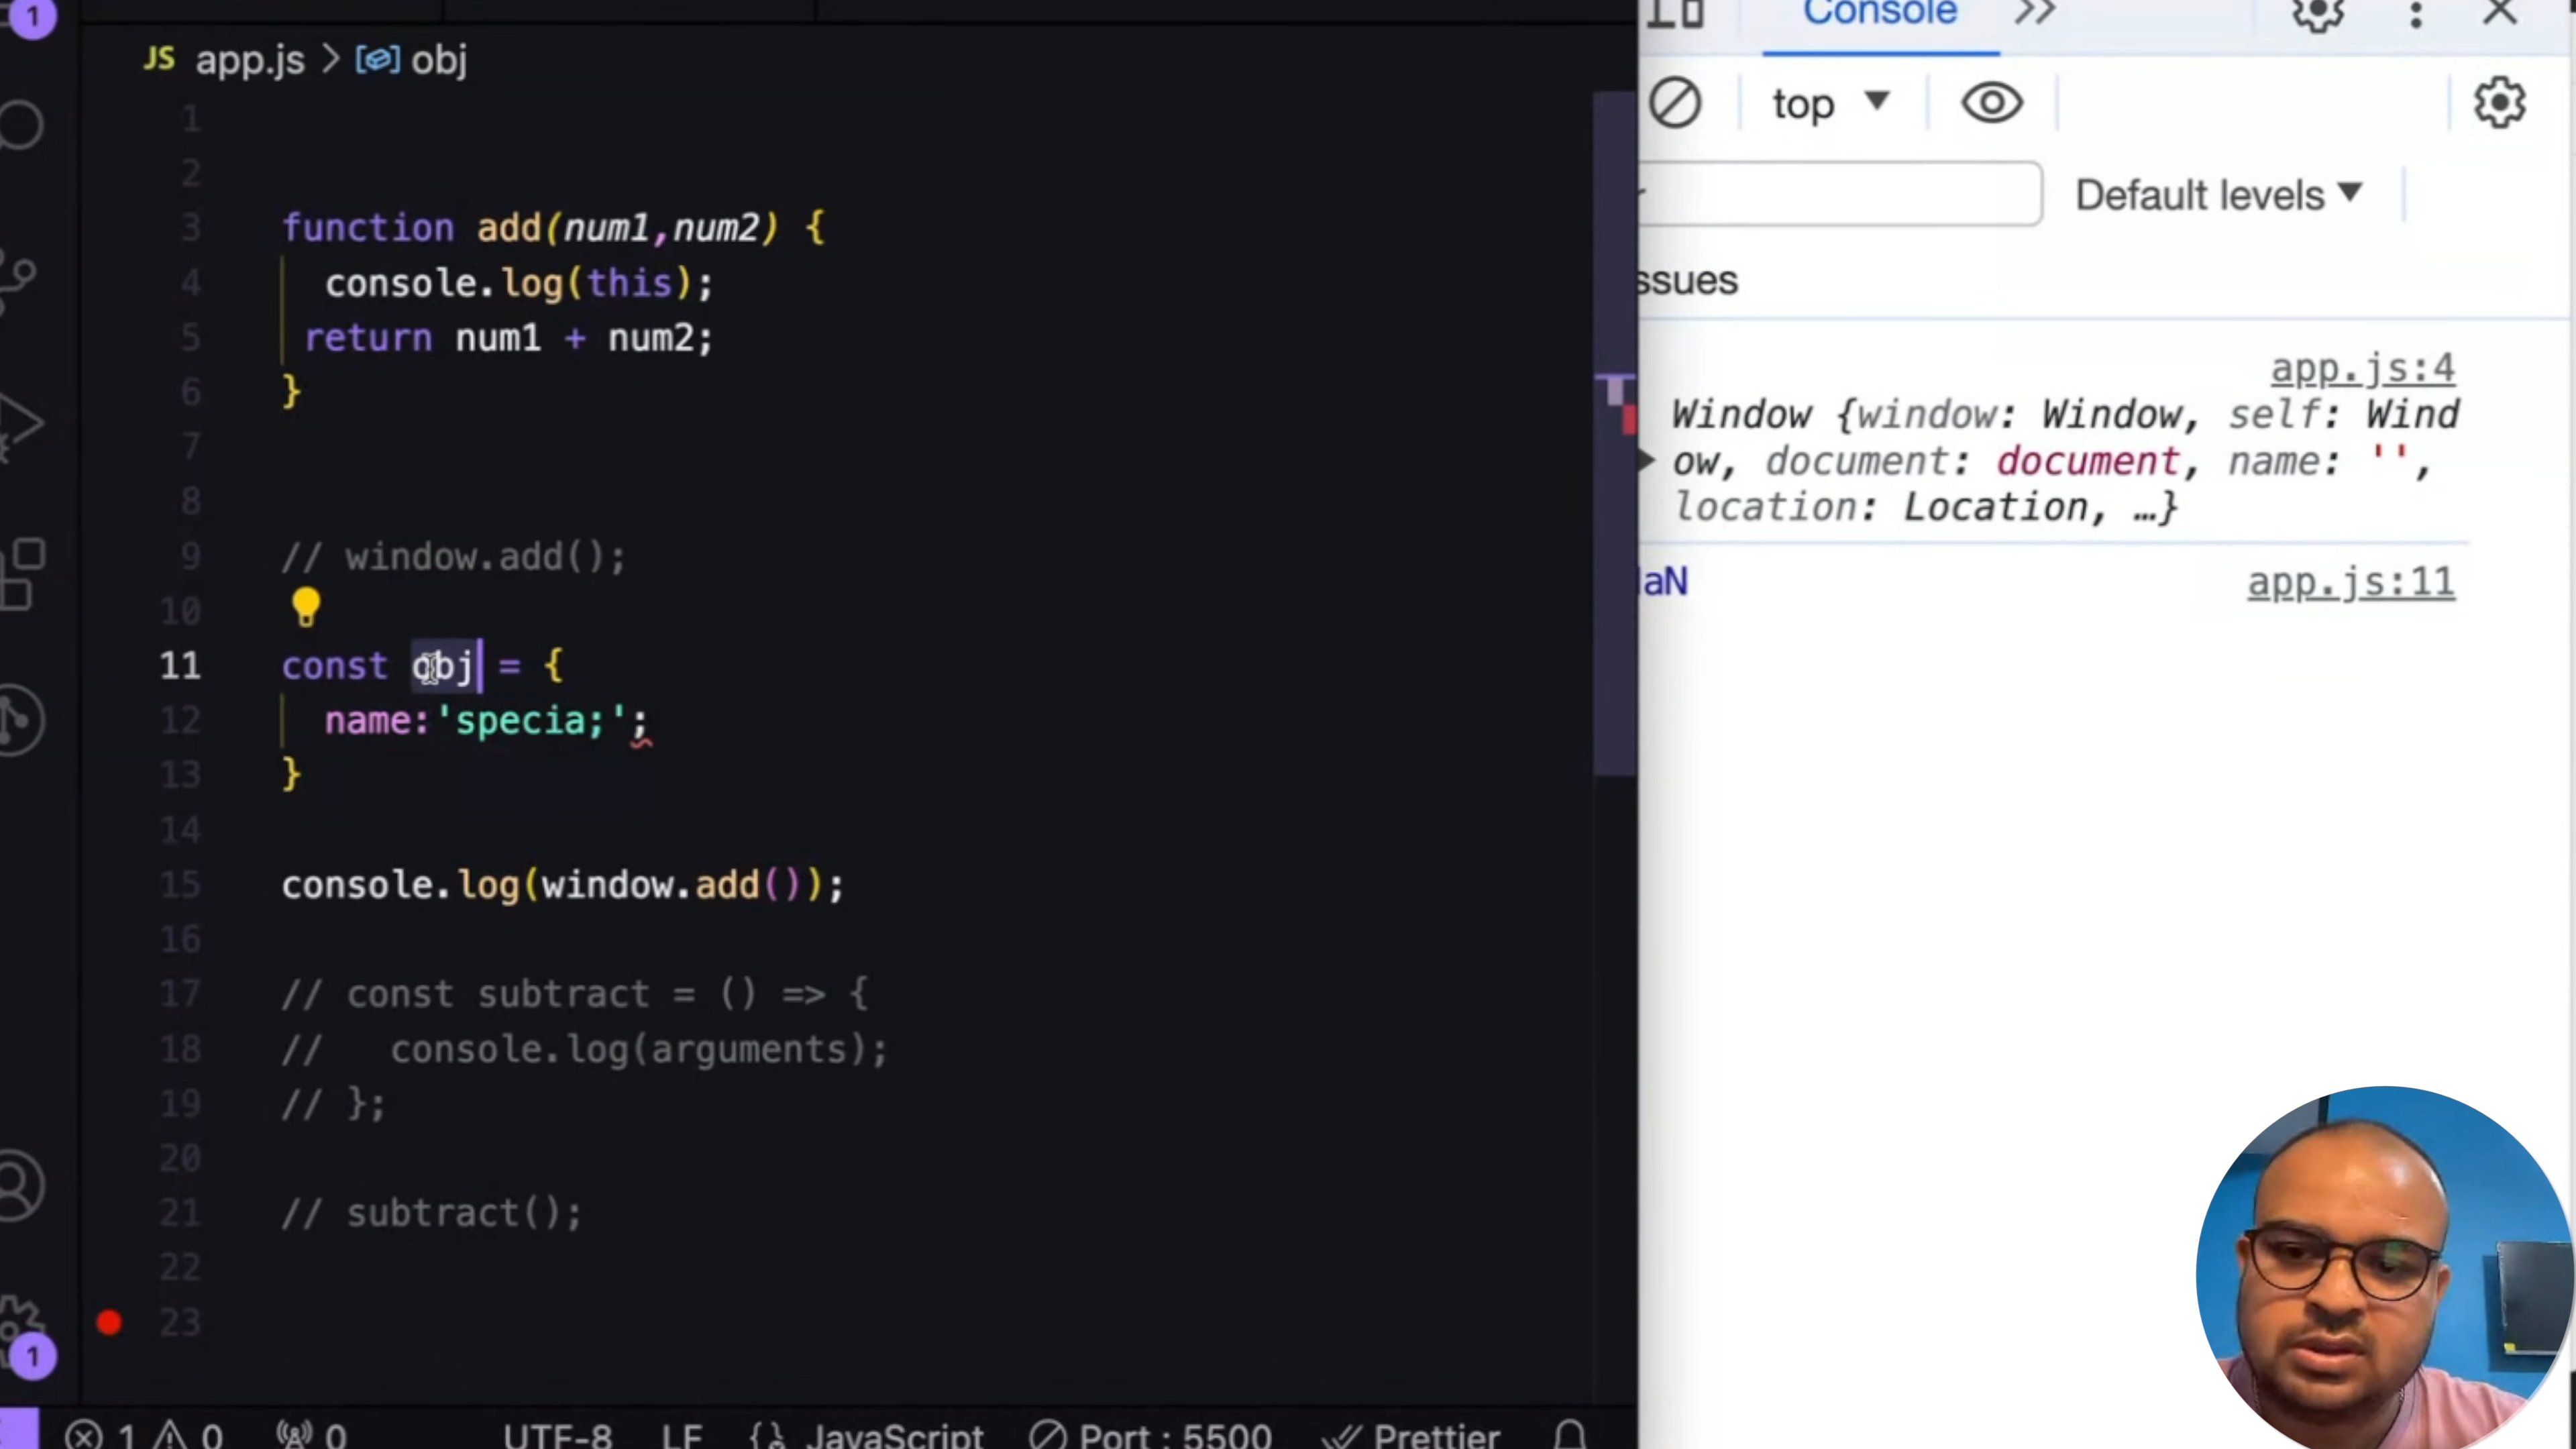 1
JS app.js > obj
1
2
3 function add(num1,num2) {
4 console.log(this);
5 return num1 + num2;
6 }
7
8
9 // window.add();
10
11 const obj = {
12 name:'specia;';
13 }
14
15 console.log(window.add());
16
17 // const subtract = () => {
18 // console.log(arguments);
19 // };
20
21 // subtract();
22
23
1
1 0 0 UTF-8 LF {} JavaScript Port : 5500 Prettier
Console >>
top
Default levels
ssues
app.js:4
Window {window: Window, self: Wind
ow, document: document, name: '',
location: Location, …}
aN app.js:11